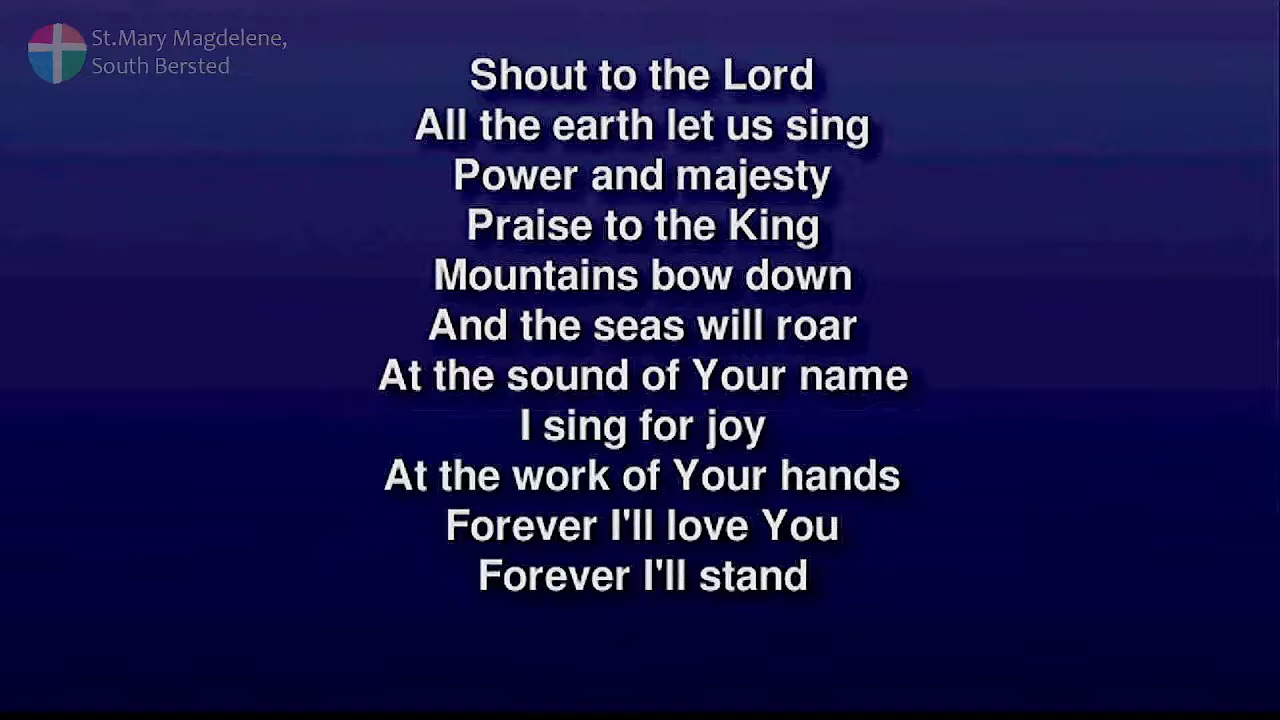 St.Mary Magdelene,
South Bersted
Shout to the Lord
All the earth let us sing
Power and majesty
Praise to the King
Mountains bow down
And the seas will roar
At the sound of Your name
I sing for joy
At the work of Your hands
Forever I'll love You
Forever I'll stand